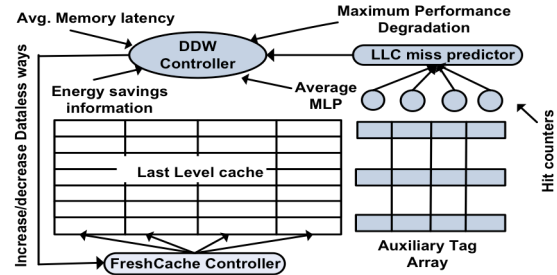 Avg. Memory latency
Maximum Performance
Degradation
DDW
Controller
LLC miss predictor
Energy savings
information
Average
MLP
Increase/decrease Dataless ways
Last Level cache
Hit counters
Auxiliary Tag
Array
FreshCache Controller